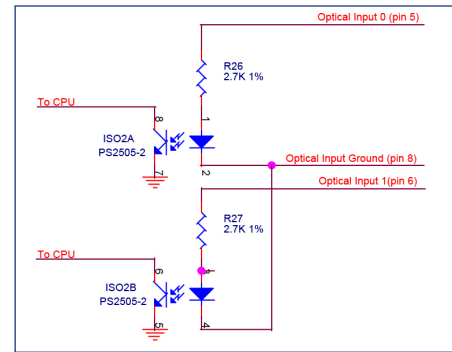 Optical Input 0 (pin 5)
R26
2.7K 1%
To CPU
8
1
ISO2A
PS2505-2
7
2
Optical Input Ground (pin 8)
Optical Input 1(pin 6)
R27
2.7K 1%
To CPU
6
3
ISO2B
PS2505-2
5
4